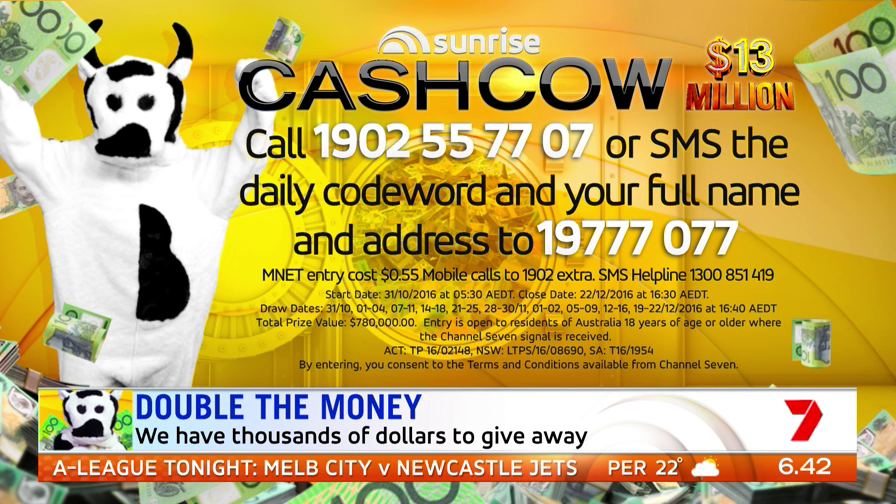 sunrise
CASHCOW
$13
MILLION
Call 1902 55 77 07 or SMS the
daily codeword and your full name
and address to 19777 077
MNET entry cost $0.55 Mobile calls to 1902 extra. SMS Helpline 1300 851 419
Start Date: 31/10/2016 at 05:30 AEDT. Close Date: 22/12/2016 at 16:30 AEDT.
Draw Dates: 31/10, 01-04, 07-11, 14-18, 21-25, 28-30/11, 01-02, 05-09, 12-16, 19-22/12/2016 at 16:40 AEDT
Total Prize Value: $780,000.00. Entry is open to residents of Australia 18 years of age or older where
the Channel Seven signal is received.
ACT: TP 16/02148, NSW: LTPS/16/08690, SA: T16/1954
By entering, you consent to the Terms and Conditions available from Channel Seven.
DOUBLE THE MONEY
We have thousands of dollars to give away
7
A-LEAGUE TONIGHT: MELB CITY v NEWCASTLE JETS PER 22° 6.42
100
100